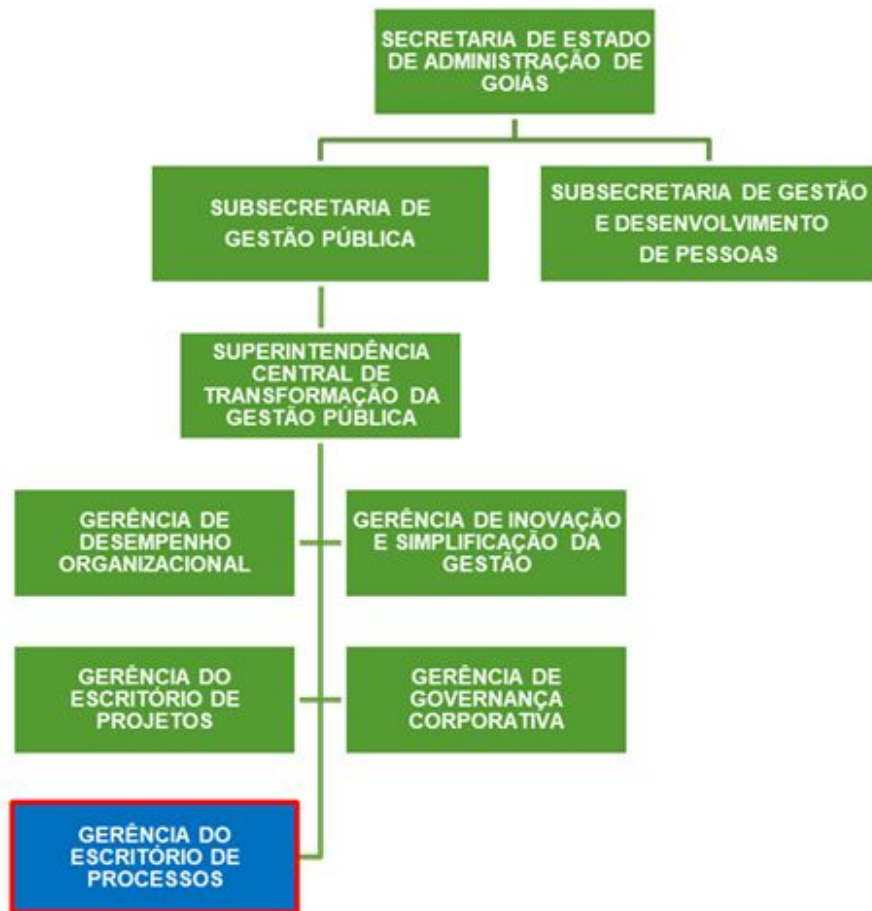 SECRETARIA DE ESTADO
DE ADMINISTRAÇÃO DE
GOIÁS
SUBSECRETARIA DE
GESTÃO PÚBLICA
SUBSECRETARIA DE GESTÃO
E DESENVOLVIMENTO
DE PESSOAS
SUPERINTENDÊNCIA
CENTRAL DE
TRANSFORMAÇÃO DA
GESTÃO PÚBLICA
GERÊNCIA DE
DESEMPENHO
ORGANIZACIONAL
GERÊNCIA DE INOVAÇÃO
E SIMPLIFICAÇÃO DA
GESTÃO
GERÊNCIA DO
ESCRITÓRIO DE
PROJETOS
GERÊNCIA DE
GOVERNANÇA
CORPORATIVA
GERÊNCIA DO
ESCRITÓRIO DE
PROCESSOS